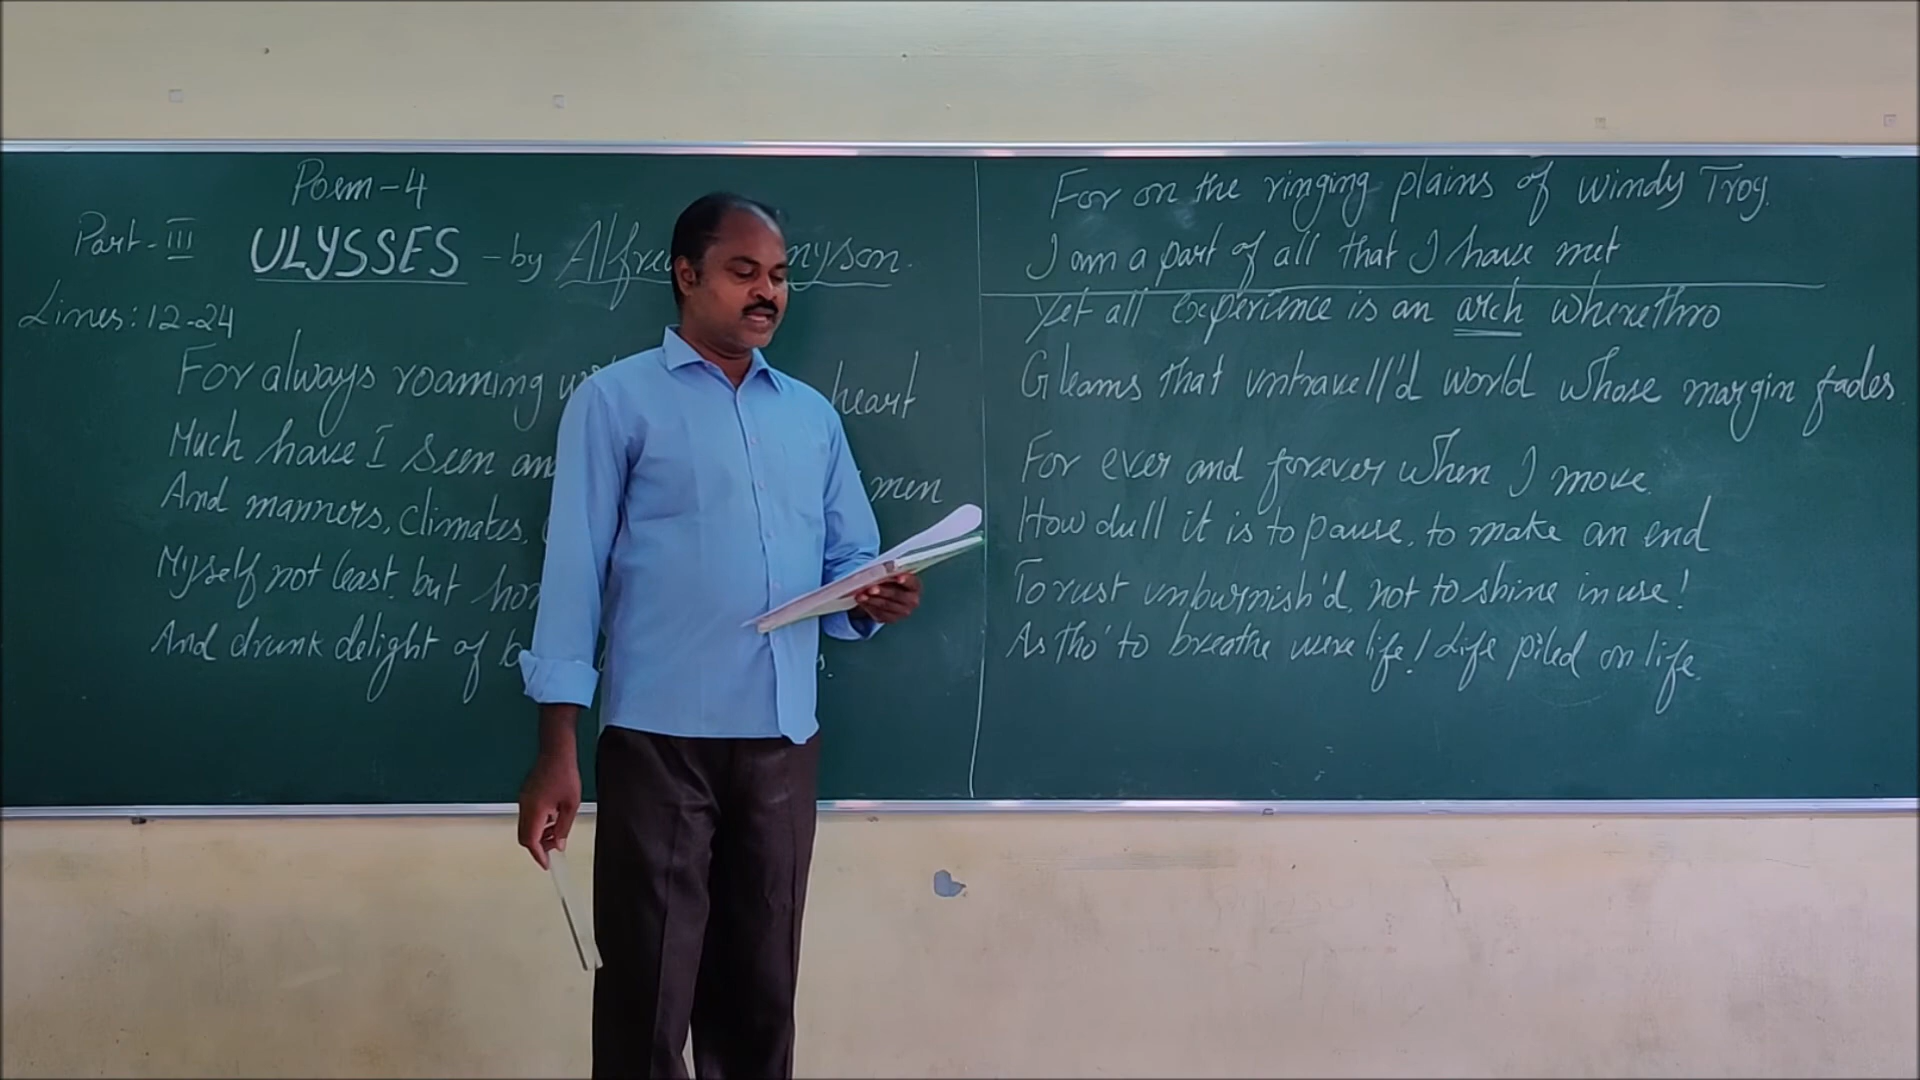 Poem-4
Part-III ULYSSES - by Alfred nyson.
Lines: 12-24
For always roaming heart
Much have I seen an men
And manners, climates,
Myself not least. but hon
And drunk delight of b s.
For on the ringing plains of windy Troy.
I am a part of all that I have met
Yet all experience is an arch wherethro
Gleams that untravell'd world whose margin fades
For ever and forever when I move.
How dull it is to pause, to make an end
To rust unburnish'd, not to shine in use!
As tho' to breathe were life! Life piled on life.